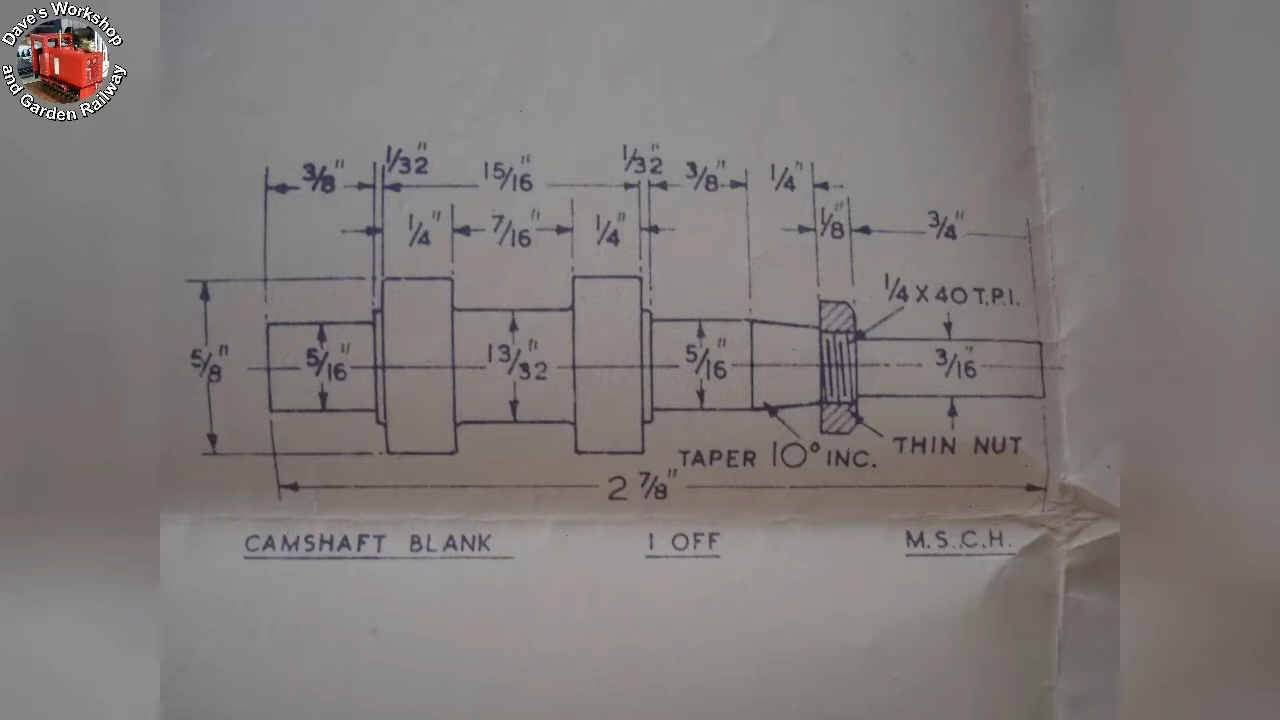 Dave's Workshop
and Garden Railway
3/8" 1/32" 15/16" 1/32" 3/8" 1/4"
1/4" 7/16" 1/4" 1/8" 3/4"
1/4 X 40 T.P.I.
5/8" 5/16" 13/32" 5/16" 3/16"
TAPER 10° INC. THIN NUT
2 7/8"
CAMSHAFT BLANK 1 OFF M.S.C.H.